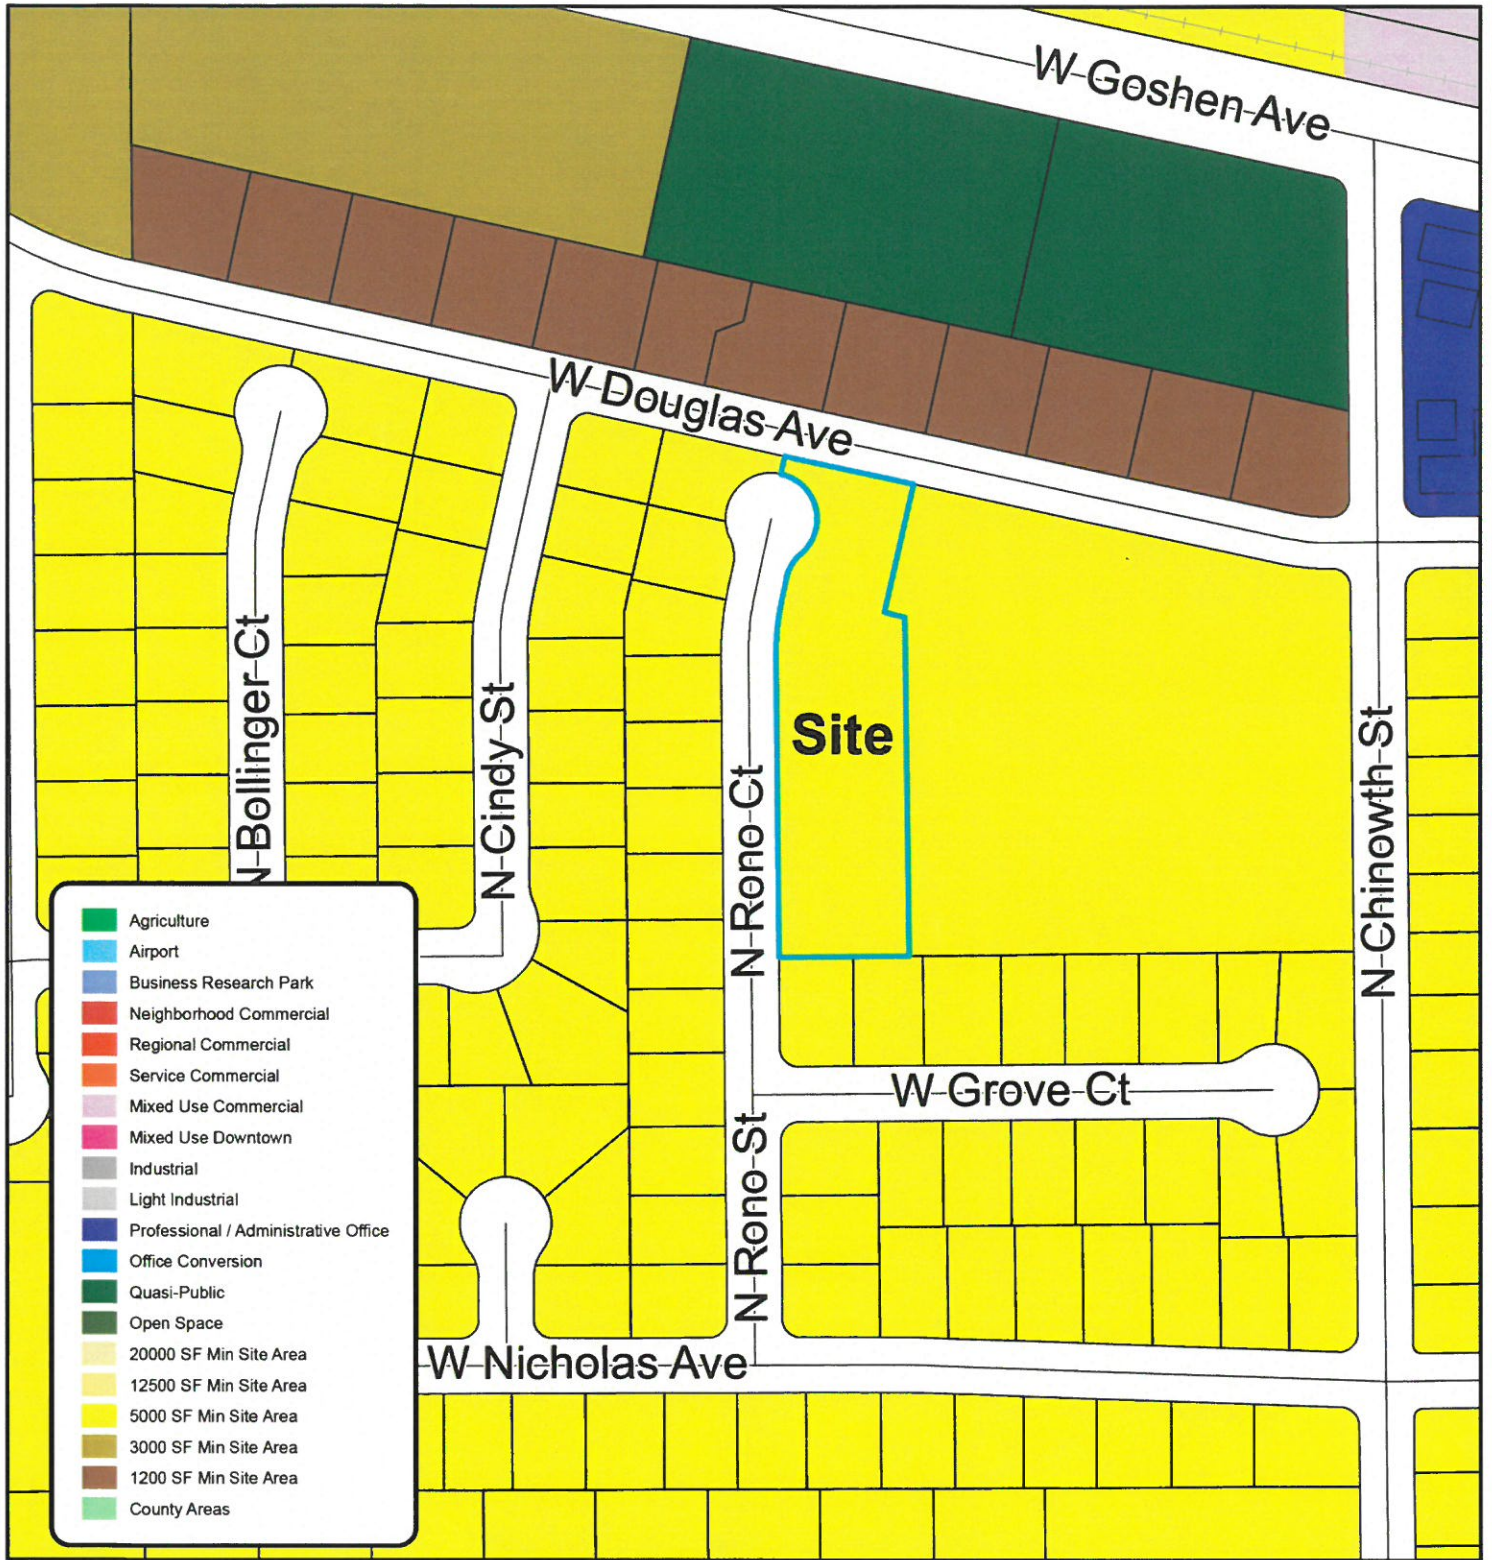 W Goshen Ave
W Douglas Ave
N Bollinger Ct
N Cindy St
N Rono Ct
Site
N Chinowth St
W Grove Ct
N Rono St
W Nicholas Ave
Agriculture
Airport
Business Research Park
Neighborhood Commercial
Regional Commercial
Service Commercial
Mixed Use Commercial
Mixed Use Downtown
Industrial
Light Industrial
Professional / Administrative Office
Office Conversion
Quasi-Public
Open Space
20000 SF Min Site Area
12500 SF Min Site Area
5000 SF Min Site Area
3000 SF Min Site Area
1200 SF Min Site Area
County Areas